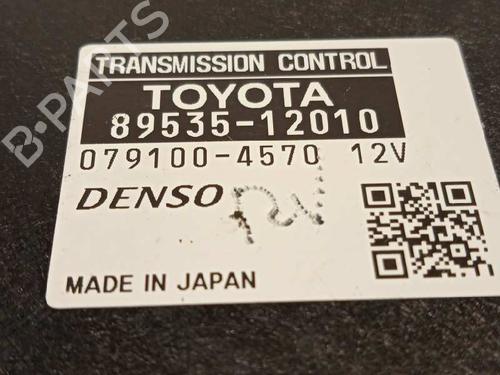 TRANSMISSION CONTROL
TOYOTA
89535-12010
079100-4570 12V
DENSO
MADE IN JAPAN
B-PARTS